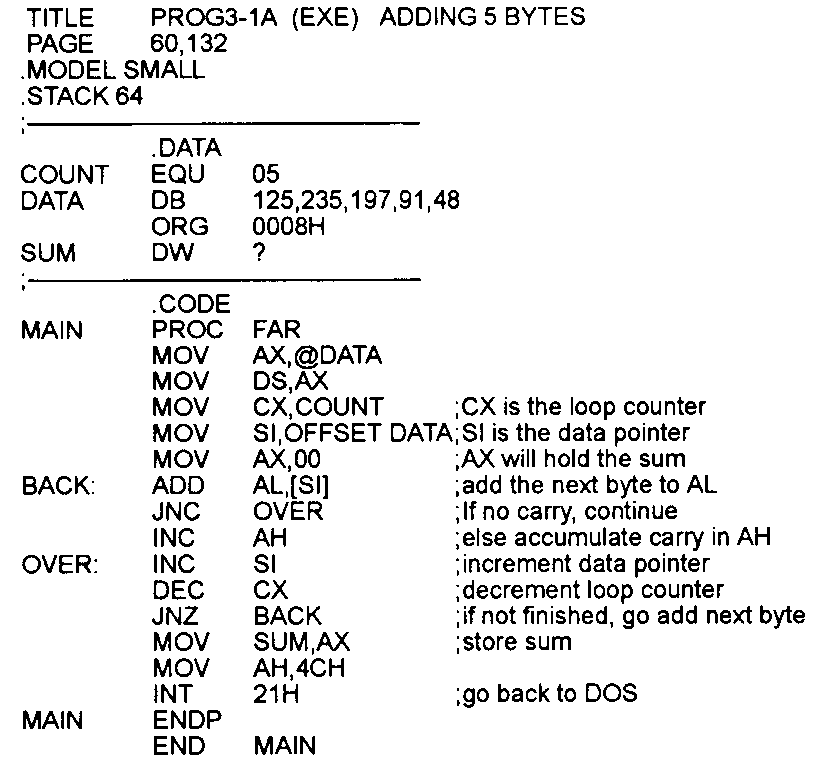 TITLE PROG3-1A (EXE) ADDING 5 BYTES
PAGE 60,132
.MODEL SMALL
.STACK 64
;
.DATA
COUNT EQU 05
DATA DB 125,235,197,91,48
ORG 0008H
SUM DW ?
;
.CODE
MAIN PROC FAR
MOV AX,@DATA
MOV DS,AX
MOV CX,COUNT ;CX is the loop counter
MOV SI,OFFSET DATA;SI is the data pointer
MOV AX,00 ;AX will hold the sum
BACK: ADD AL,[SI] ;add the next byte to AL
JNC OVER ;If no carry, continue
INC AH ;else accumulate carry in AH
OVER: INC SI ;increment data pointer
DEC CX ;decrement loop counter
JNZ BACK ;if not finished, go add next byte
MOV SUM,AX ;store sum
MOV AH,4CH
INT 21H ;go back to DOS
MAIN ENDP
END MAIN